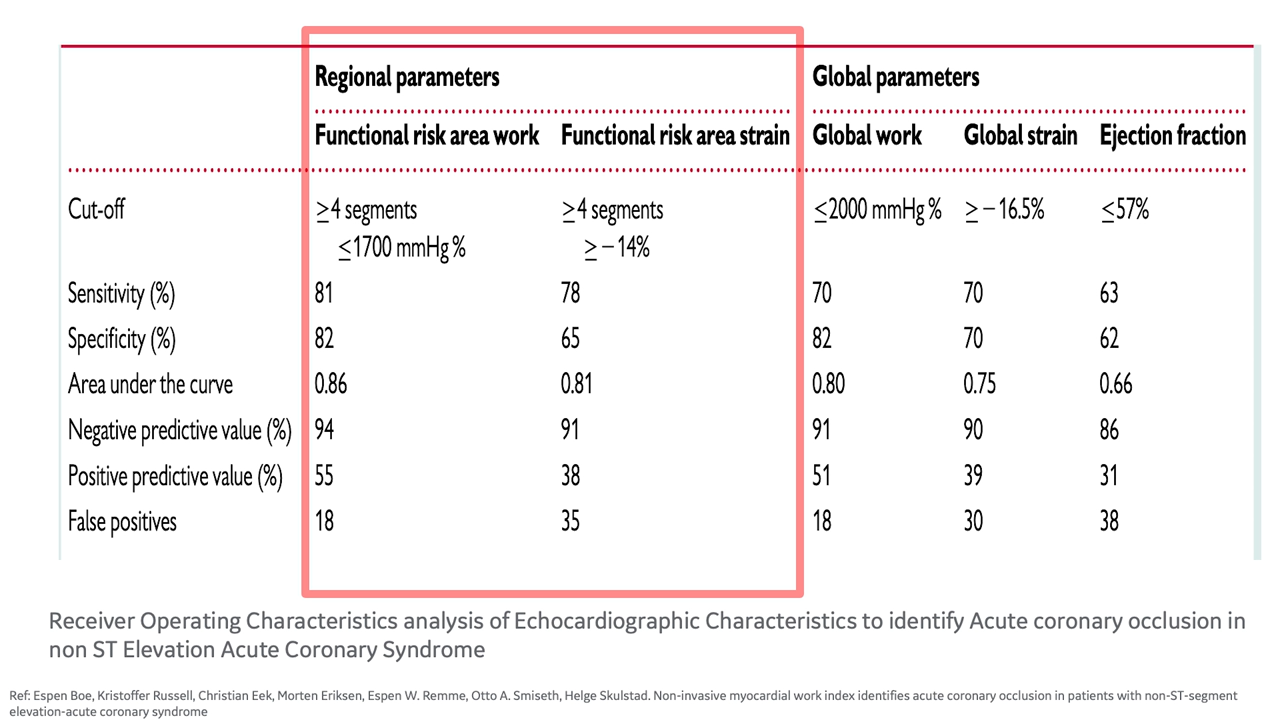 Regional parameters Global parameters
Functional risk area work Functional risk area strain Global work Global strain Ejection fraction
Cut-off ≥4 segments ≥4 segments ≤2000 mmHg % ≥−16.5% ≤57%
≤1700 mmHg % ≥−14%
Sensitivity (%) 81 78 70 70 63
Specificity (%) 82 65 82 70 62
Area under the curve 0.86 0.81 0.80 0.75 0.66
Negative predictive value (%) 94 91 91 90 86
Positive predictive value (%) 55 38 51 39 31
False positives 18 35 18 30 38
Receiver Operating Characteristics analysis of Echocardiographic Characteristics to identify Acute coronary occlusion in
non ST Elevation Acute Coronary Syndrome
Ref: Espen Boe, Kristoffer Russell, Christian Eek, Morten Eriksen, Espen W. Remme, Otto A. Smiseth, Helge Skulstad. Non-invasive myocardial work index identifies acute coronary occlusion in patients with non-ST-segment
elevation-acute coronary syndrome